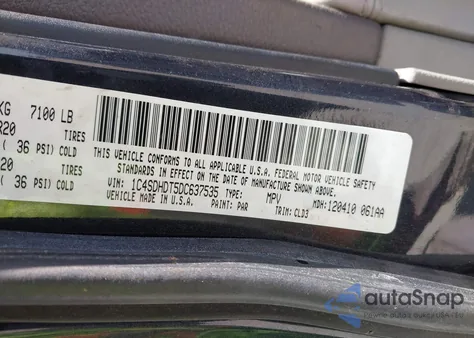 KG 7100 LB
R20 TIRES
( 36 PSI) COLD
20 TIRES
( 36 PSI) COLD
THIS VEHICLE CONFORMS TO ALL APPLICABLE U.S.A. FEDERAL MOTOR VEHICLE SAFETY
STANDARDS IN EFFECT ON THE DATE OF MANUFACTURE SHOWN ABOVE.
VIN: 1C4SDHDT5DC637535 TYPE: MPV MDH: 120410 061AA
VEHICLE MADE IN U.S.A. PAINT: PAR TRIM: CLD3
autoSnap